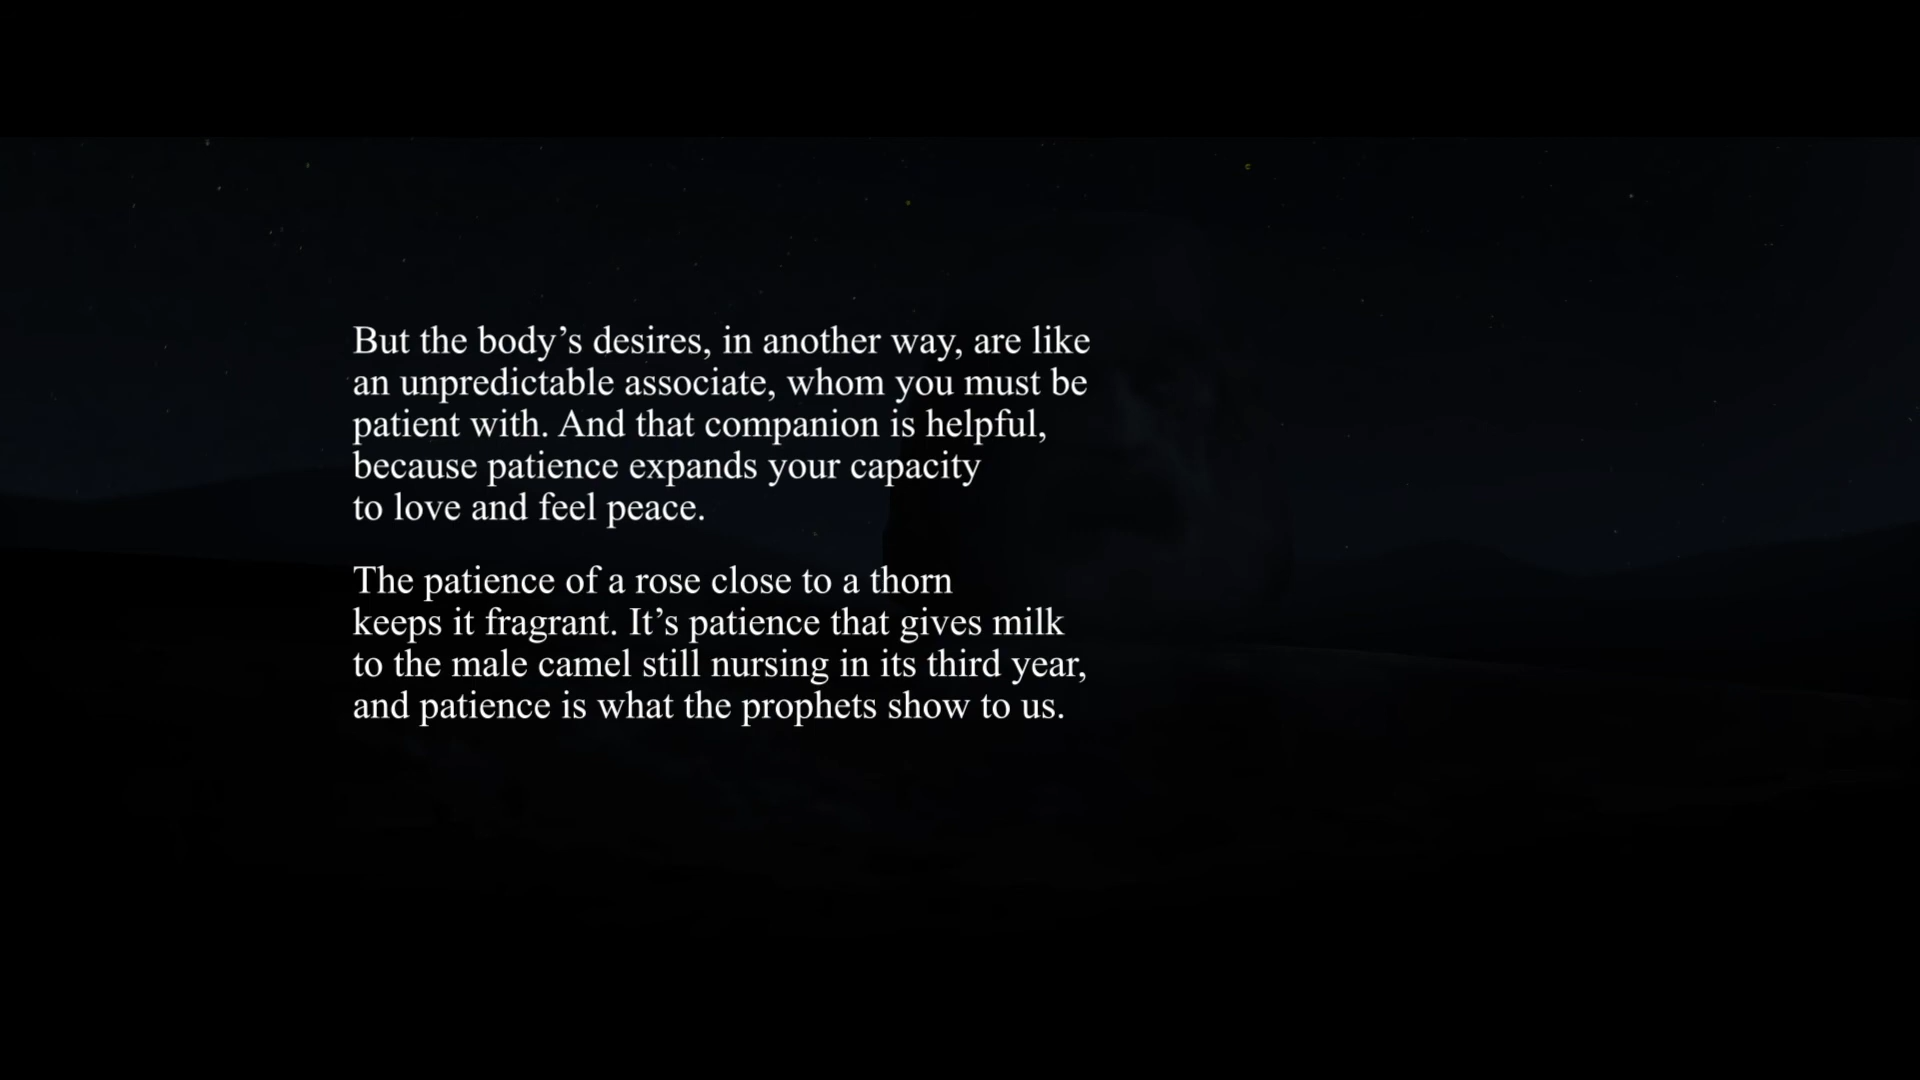 But the body’s desires, in another way, are like
an unpredictable associate, whom you must be
patient with. And that companion is helpful,
because patience expands your capacity
to love and feel peace.
The patience of a rose close to a thorn
keeps it fragrant. It’s patience that gives milk
to the male camel still nursing in its third year,
and patience is what the prophets show to us.